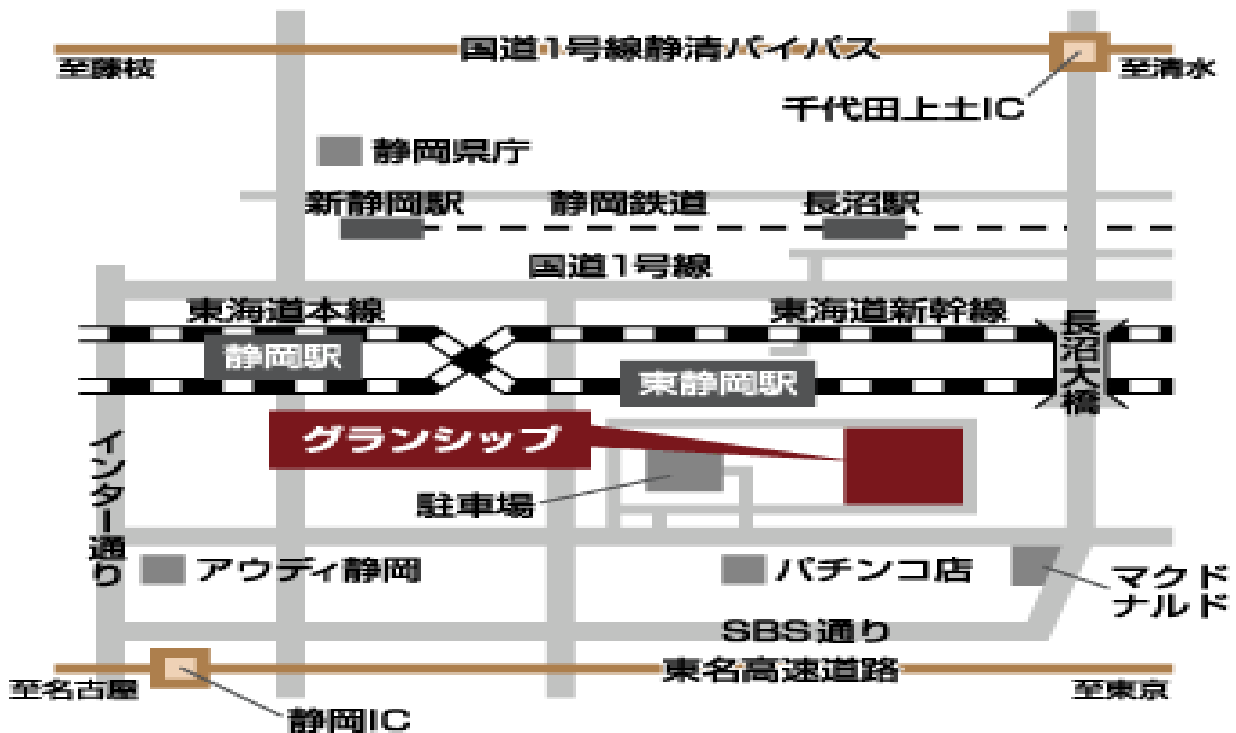 国道1号線静清バイパス
至藤枝
至清水
千代田上土IC
静岡県庁
新静岡駅
静岡鉄道
長沼駅
国道1号線
東海道本線
東海道新幹線
長沼大橋
静岡駅
東静岡駅
グランシップ
インター通り
駐車場
アウディ静岡
パチンコ店
マクド
ナルド
SBS通り
東名高速道路
至名古屋
至東京
静岡IC